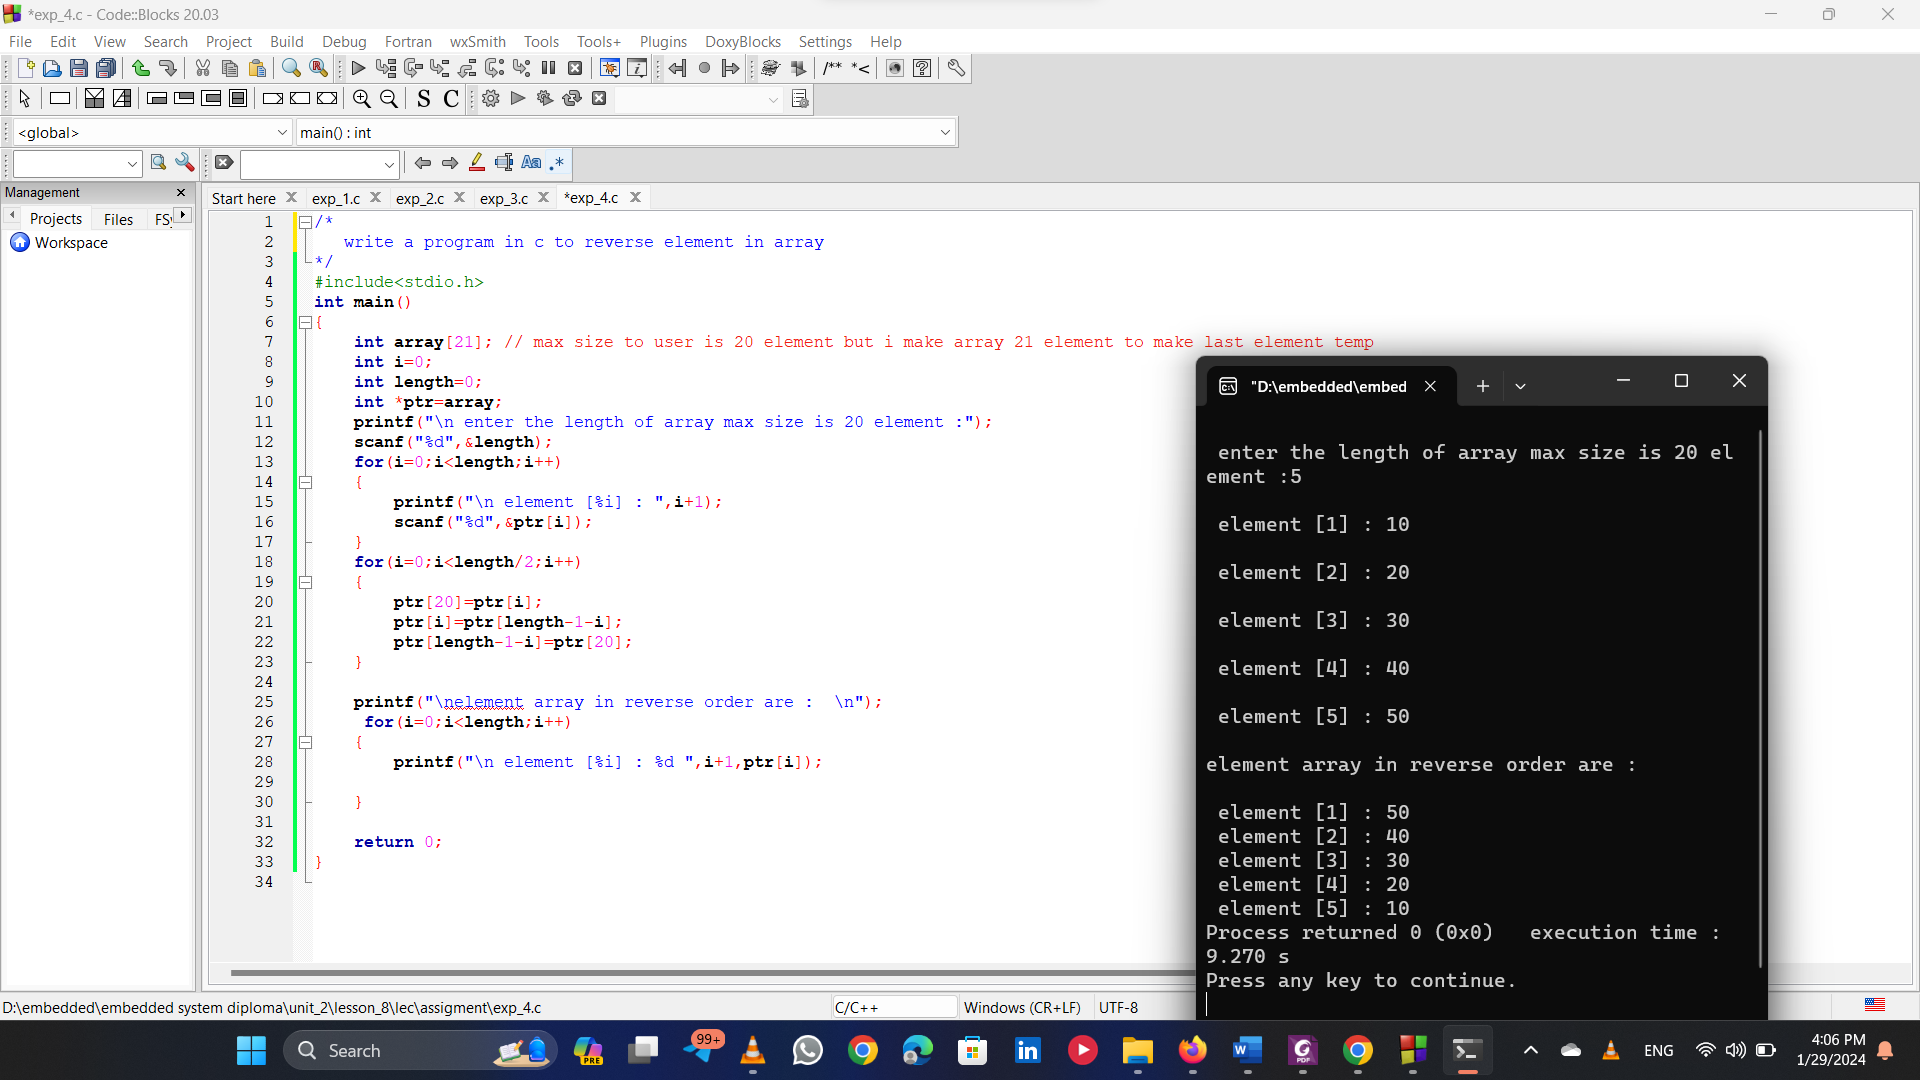 *exp_4.c - Code::Blocks 20.03
File Edit View Search Project Build Debug Fortran wxSmith Tools Tools+ Plugins DoxyBlocks Settings Help
/** *<
S C
<global> main() : int
Aa .*
Management
Projects Files FSy
Workspace
Start here exp_1.c exp_2.c exp_3.c *exp_4.c
1 /*
2 write a program in c to reverse element in array
3 */
4 #include<stdio.h>
5 int main()
6 {
7 int array[21]; // max size to user is 20 element but i make array 21 element to make last element temp
8 int i=0;
9 int length=0;
10 int *ptr=array;
11 printf("\n enter the length of array max size is 20 element :");
12 scanf("%d",&length);
13 for(i=0;i<length;i++)
14 {
15 printf("\n element [%i] : ",i+1);
16 scanf("%d",&ptr[i]);
17 }
18 for(i=0;i<length/2;i++)
19 {
20 ptr[20]=ptr[i];
21 ptr[i]=ptr[length-1-i];
22 ptr[length-1-i]=ptr[20];
23 }
24
25 printf("\nelement array in reverse order are :  \n");
26 for(i=0;i<length;i++)
27 {
28 printf("\n element [%i] : %d ",i+1,ptr[i]);
29
30 }
31
32 return 0;
33 }
34
"D:\embedded\embed
enter the length of array max size is 20 el
ement :5
element [1] : 10
element [2] : 20
element [3] : 30
element [4] : 40
element [5] : 50
element array in reverse order are :
element [1] : 50
element [2] : 40
element [3] : 30
element [4] : 20
element [5] : 10
Process returned 0 (0x0)   execution time :
9.270 s
Press any key to continue.
D:\embedded\embedded system diploma\unit_2\lesson_8\lec\assigment\exp_4.c C/C++ Windows (CR+LF) UTF-8
Search PRE 99+ in W PDF ENG 4:06 PM
1/29/2024